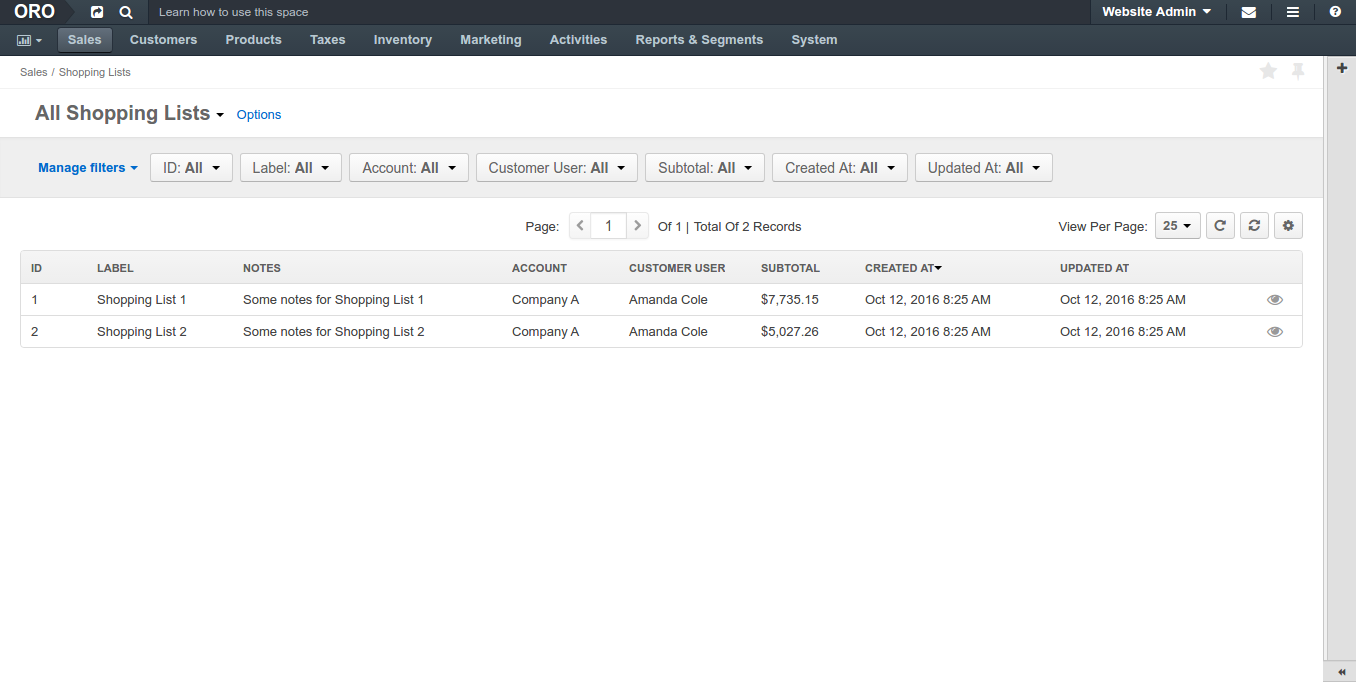 ORO Learn how to use this space Website Admin
Sales Customers Products Taxes Inventory Marketing Activities Reports & Segments System
Sales / Shopping Lists
All Shopping Lists Options
Manage filters ID: All Label: All Account: All Customer User: All Subtotal: All Created At: All Updated At: All
Page: 1 Of 1 | Total Of 2 Records View Per Page: 25
ID LABEL NOTES ACCOUNT CUSTOMER USER SUBTOTAL CREATED AT UPDATED AT
1 Shopping List 1 Some notes for Shopping List 1 Company A Amanda Cole $7,735.15 Oct 12, 2016 8:25 AM Oct 12, 2016 8:25 AM
2 Shopping List 2 Some notes for Shopping List 2 Company A Amanda Cole $5,027.26 Oct 12, 2016 8:25 AM Oct 12, 2016 8:25 AM